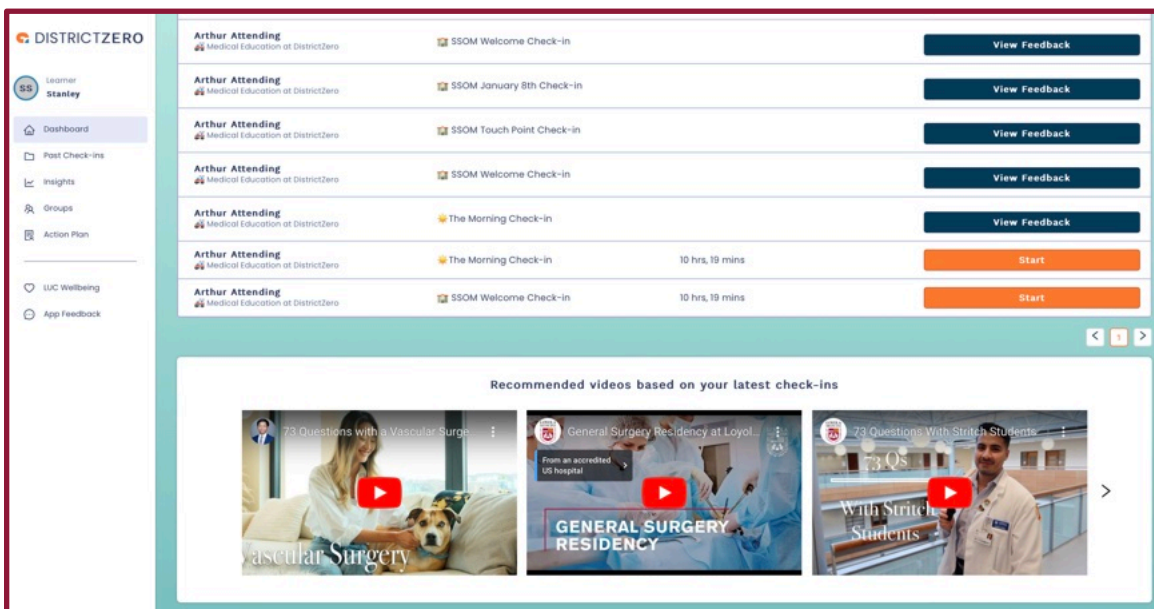 DISTRICTZERO
SS
Learner
Stanley
Dashboard
Past Check-ins
Insights
Groups
Action Plan
LUC Wellbeing
App Feedback
Arthur Attending
Medical Education at DistrictZero
SSOM Welcome Check-in
View Feedback
Arthur Attending
Medical Education at DistrictZero
SSOM January 8th Check-in
View Feedback
Arthur Attending
Medical Education at DistrictZero
SSOM Touch Point Check-in
View Feedback
Arthur Attending
Medical Education at DistrictZero
SSOM Welcome Check-in
View Feedback
Arthur Attending
Medical Education at DistrictZero
The Morning Check-in
View Feedback
Arthur Attending
Medical Education at DistrictZero
The Morning Check-in
10 hrs, 19 mins
Start
Arthur Attending
Medical Education at DistrictZero
SSOM Welcome Check-in
10 hrs, 19 mins
Start
< 1 >
Recommended videos based on your latest check-ins
73 Questions with a Vascular Surge
ascular Surgery
General Surgery Residency at Loyol...
From an accredited
US hospital
GENERAL SURGERY
RESIDENCY
73 Questions With Stritch Students
73 Qs
With Stritch
Students